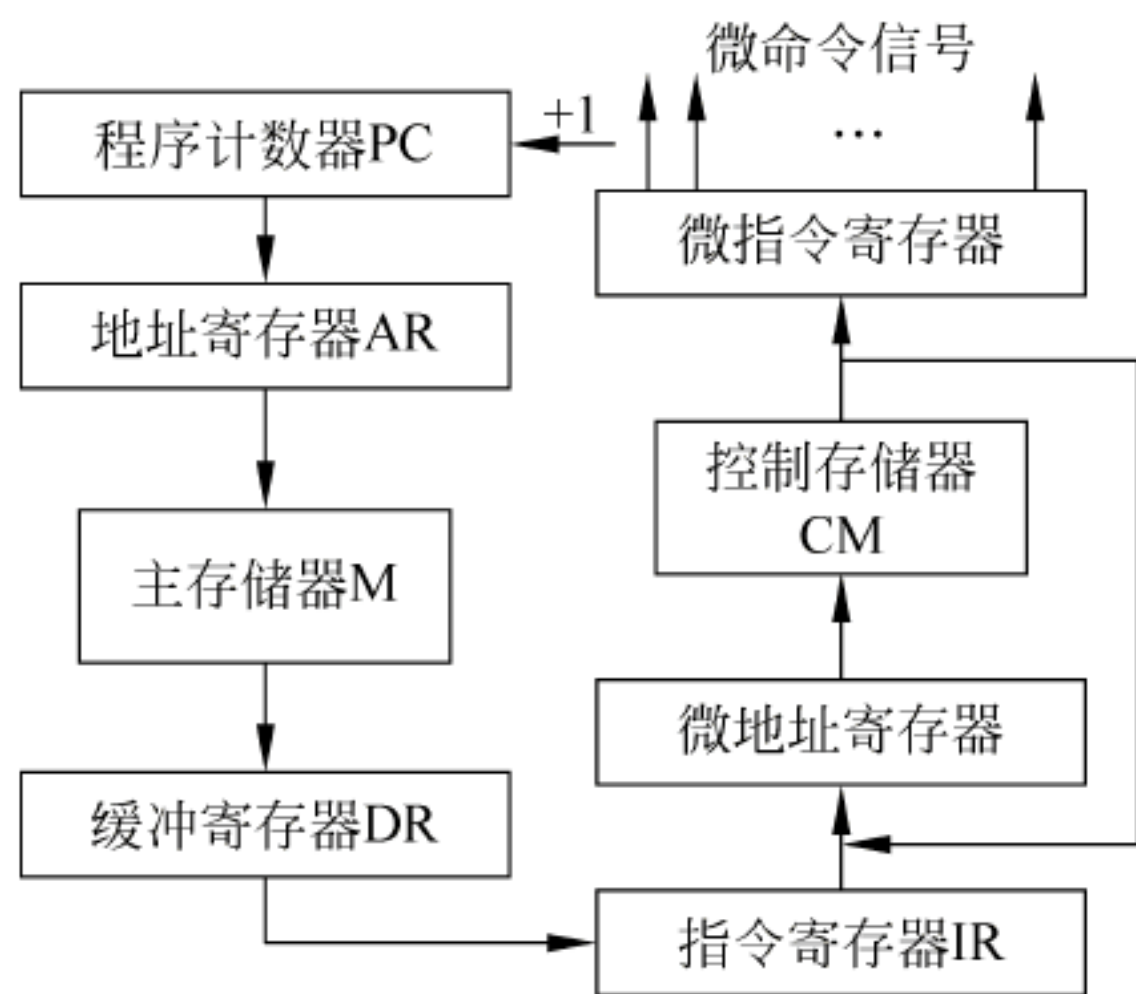 微命令信号
+1
…
程序计数器PC
微指令寄存器
地址寄存器AR
控制存储器
CM
主存储器M
微地址寄存器
缓冲寄存器DR
指令寄存器IR